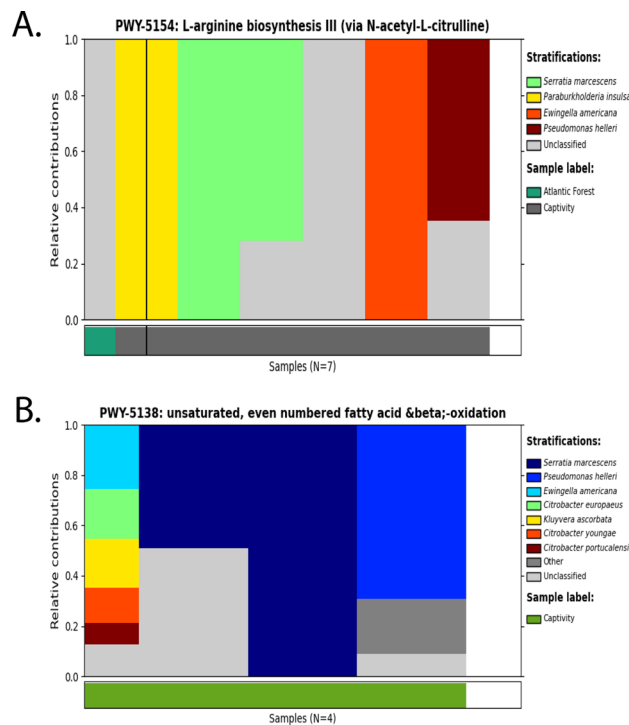 A.
PWY-5154: L-arginine biosynthesis III (via N-acetyl-L-citrulline)
Relative contributions
1.0
0.8
0.6
0.4
0.2
0.0
Stratifications:
Serratia marcescens
Paraburkholderia insulsa
Ewingella americana
Pseudomonas helleri
Unclassified
Sample label:
Atlantic Forest
Captivity
Samples (N=7)
B.
PWY-5138: unsaturated, even numbered fatty acid &beta;-oxidation
Relative contributions
1.0
0.8
0.6
0.4
0.2
0.0
Stratifications:
Serratia marcescens
Pseudomonas helleri
Ewingella americana
Citrobacter europaeus
Kluyvera ascorbata
Citrobacter youngae
Citrobacter portucalensi
Other
Unclassified
Sample label:
Captivity
Samples (N=4)